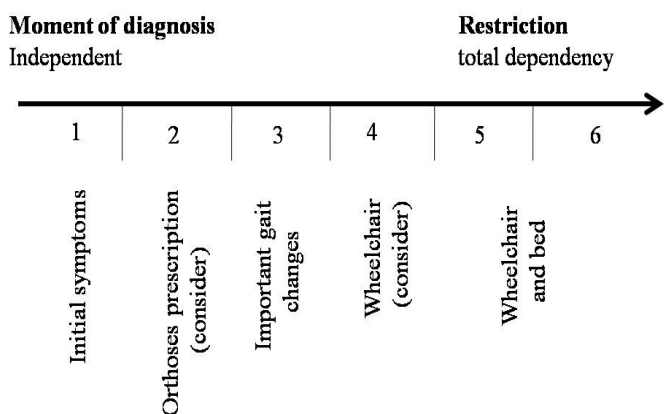 Moment of diagnosis
Independent
Restriction
total dependency
1 2 3 4 5 6
Initial symptoms
Orthoses prescription
(consider)
Important gait
changes
Wheelchair
(consider)
Wheelchair
and bed